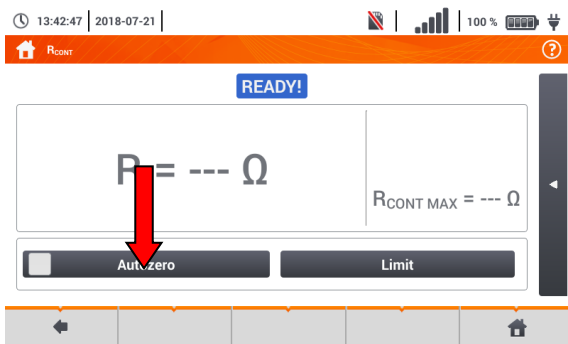 13:42:47 2018-07-21 100 %
RCONT ?
READY!
R = --- Ω
RCONT MAX = --- Ω
Autozero Limit